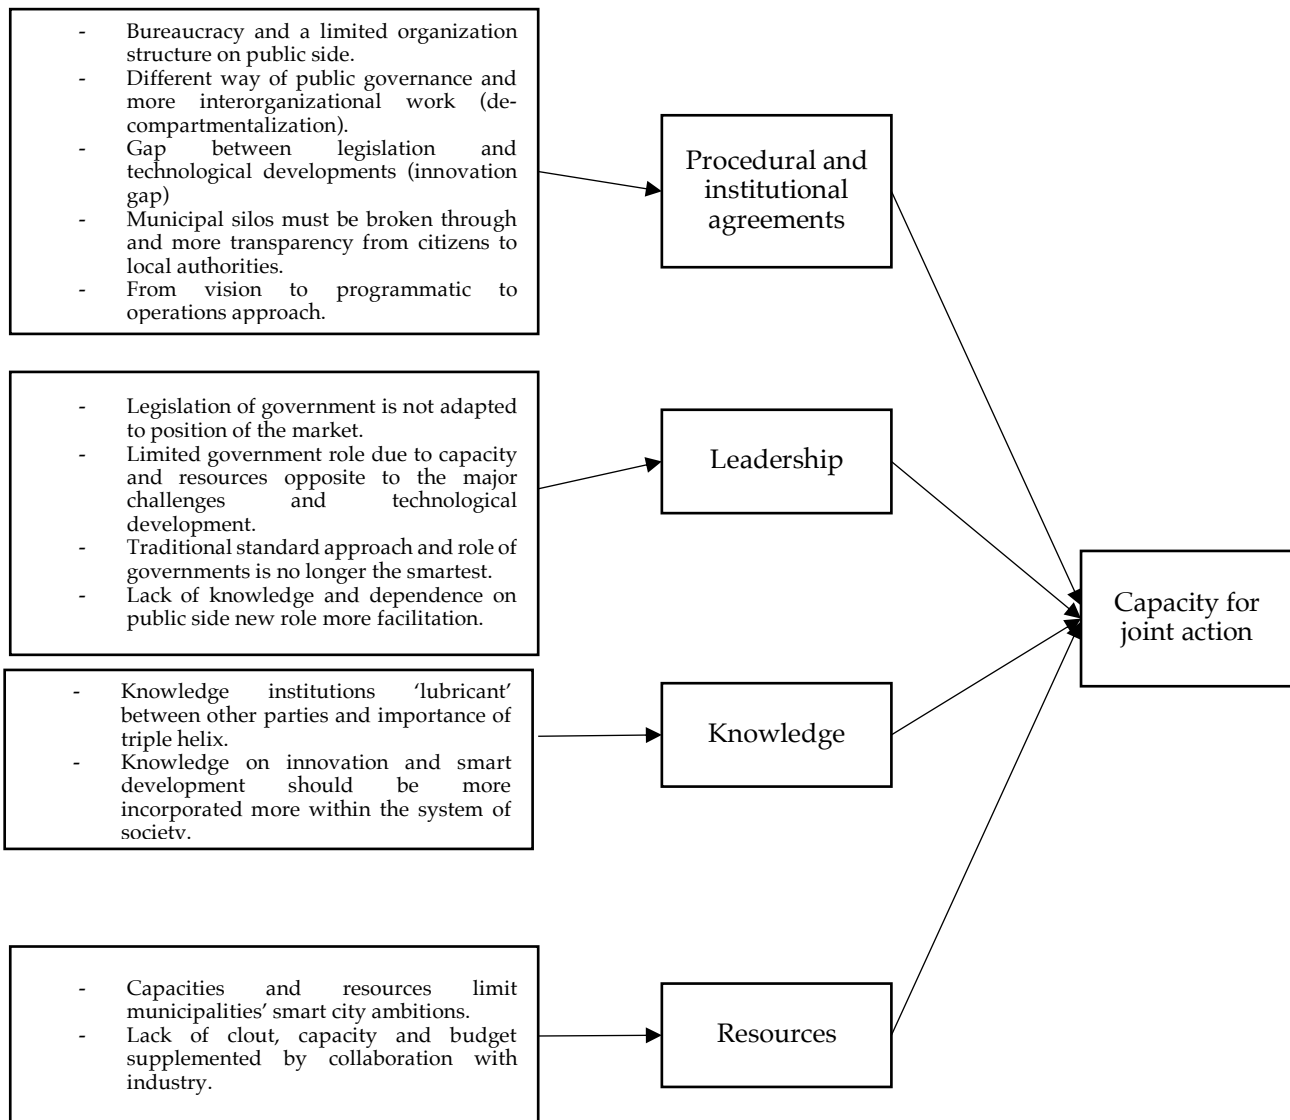 - Bureaucracy and a limited organization
structure on public side.
- Different way of public governance and
more interorganizational work (de-
compartmentalization).
- Gap between legislation and
technological developments (innovation
gap)
- Municipal silos must be broken through
and more transparency from citizens to
local authorities.
- From vision to programmatic to
operations approach.
Procedural and
institutional
agreements
- Legislation of government is not adapted
to position of the market.
- Limited government role due to capacity
and resources opposite to the major
challenges and technological
development.
- Traditional standard approach and role of
governments is no longer the smartest.
- Lack of knowledge and dependence on
public side new role more facilitation.
Leadership
- Knowledge institutions ‘lubricant’
between other parties and importance of
triple helix.
- Knowledge on innovation and smart
development should be more
incorporated more within the system of
society.
Knowledge
- Capacities and resources limit
municipalities’ smart city ambitions.
- Lack of clout, capacity and budget
supplemented by collaboration with
industry.
Resources
Capacity for
joint action